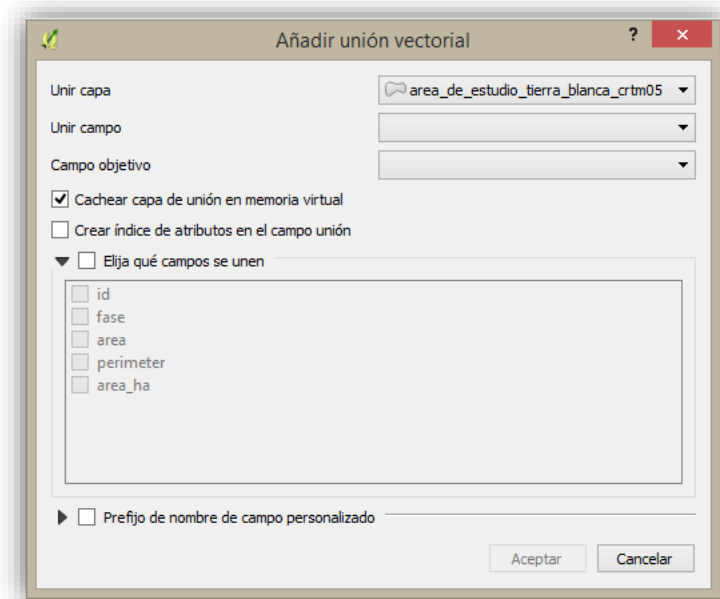 Añadir unión vectorial
?
×
Unir capa
area_de_estudio_tierra_blanca_crtm05
Unir campo
Campo objetivo
Cachear capa de unión en memoria virtual
Crear índice de atributos en el campo unión
Elija qué campos se unen
id
fase
area
perimeter
area_ha
Prefijo de nombre de campo personalizado
Aceptar
Cancelar